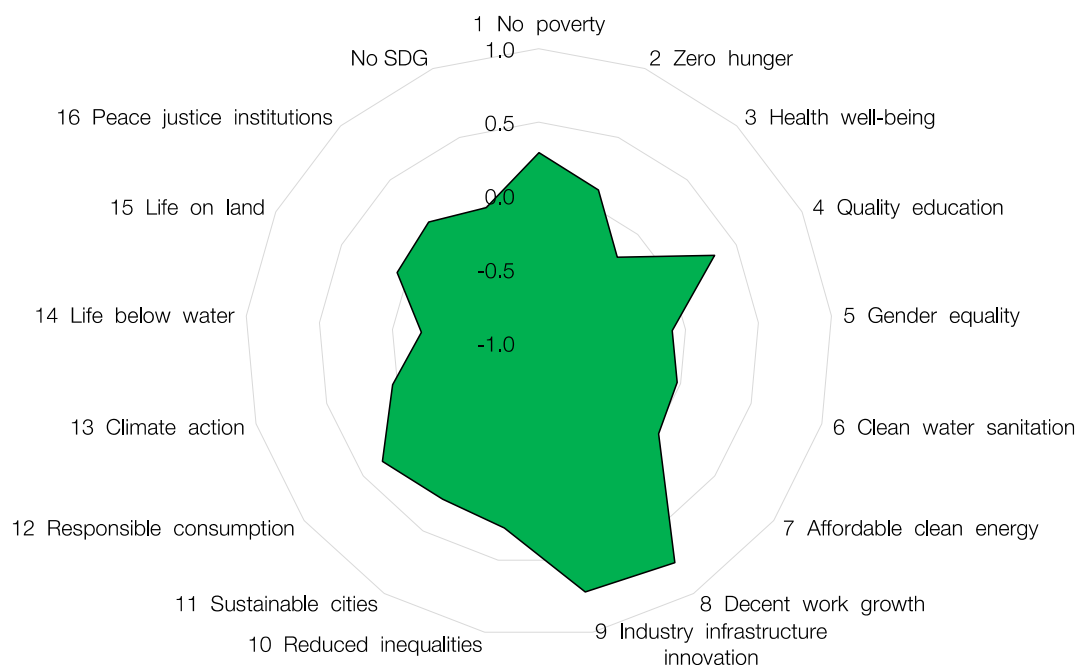 1 No poverty
1.0
No SDG
2 Zero hunger
16 Peace justice institutions
3 Health well-being
0.5
15 Life on land
0.0
4 Quality education
-0.5
14 Life below water
5 Gender equality
-1.0
13 Climate action
6 Clean water sanitation
12 Responsible consumption
7 Affordable clean energy
11 Sustainable cities
8 Decent work growth
10 Reduced inequalities
9 Industry infrastructure
innovation